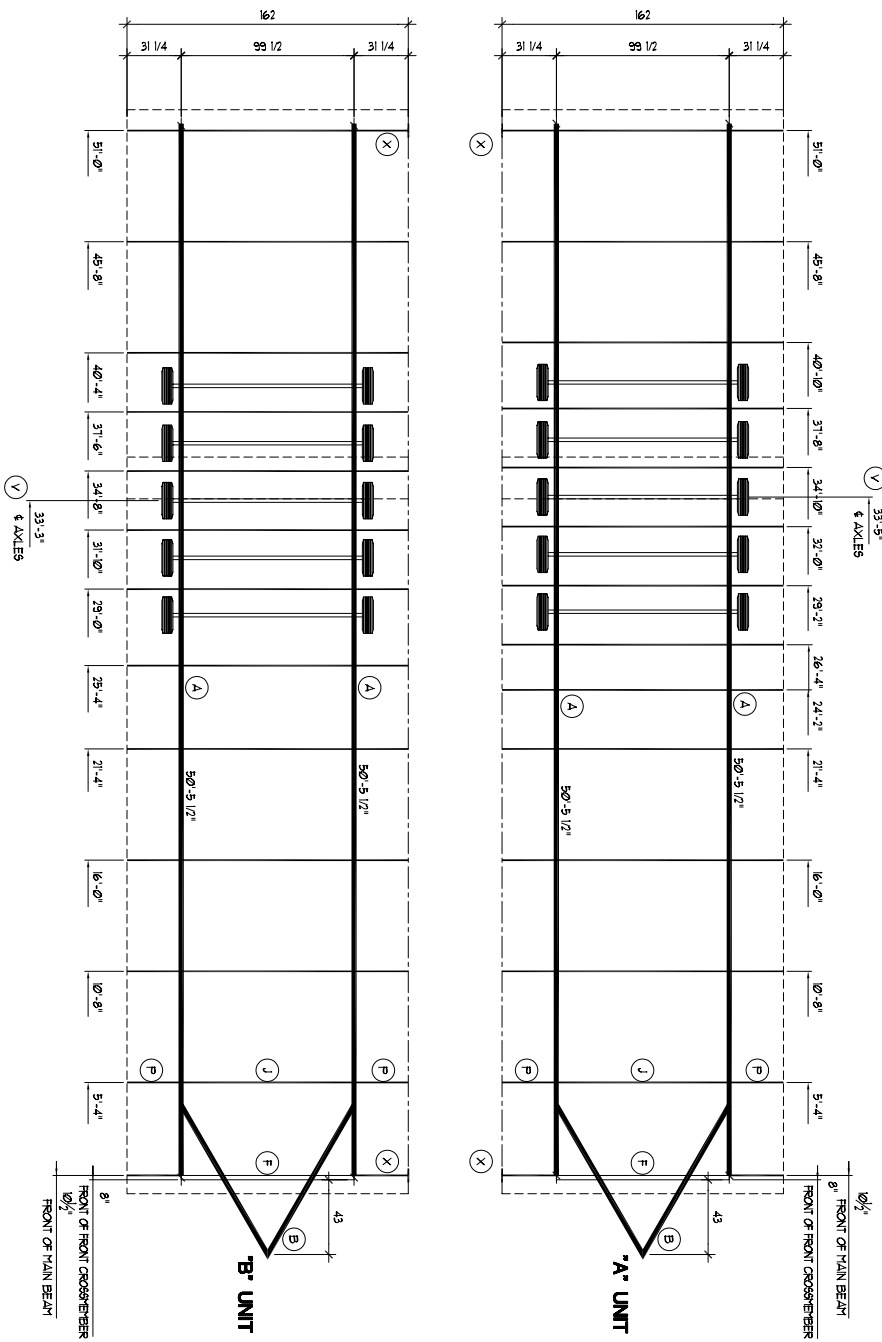 162
31 1/4
99 1/2
31 1/4
162
31 1/4
99 1/2
31 1/4
X
51'-0"
45'-8"
40'-10"
37'-8"
34'-10"
32'-0"
29'-2"
26'-4"
24'-2"
21'-4"
16'-0"
10'-8"
5'-4"
V
33'-5"
℄ AXLES
A
A
50'-5 1/2"
50'-5 1/2"
P
J
P
X
F
B
43
10½"
FRONT OF MAIN BEAM
8"
FRONT OF FRONT CROSSMEMBER
"A" UNIT
X
51'-0"
45'-8"
40'-4"
37'-6"
34'-8"
31'-10"
29'-0"
25'-4"
21'-4"
16'-0"
10'-8"
5'-4"
V
33'-3"
℄ AXLES
A
A
50'-5 1/2"
50'-5 1/2"
P
J
P
X
F
B
43
8"
FRONT OF FRONT CROSSMEMBER
10½"
FRONT OF MAIN BEAM
"B" UNIT